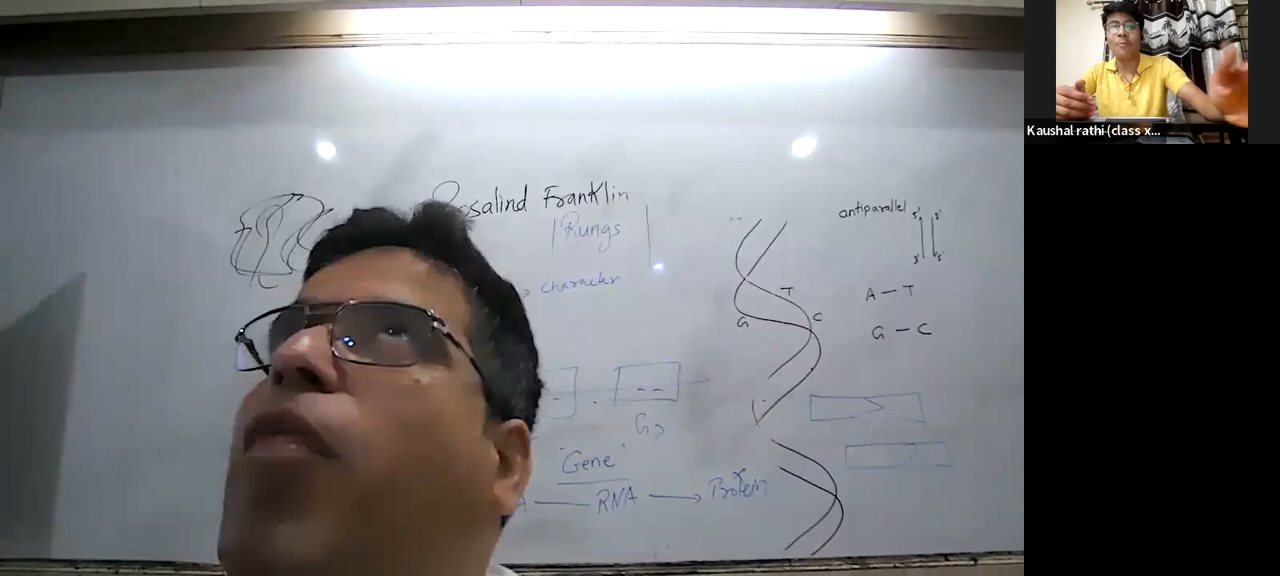 Rosalind Franklin
Rungs
character
T
G
C
antiparallel
5' 3'
3' 5'
A - T
G - C
"Gene"
A — RNA → Protein
Kaushal rathi (class x...